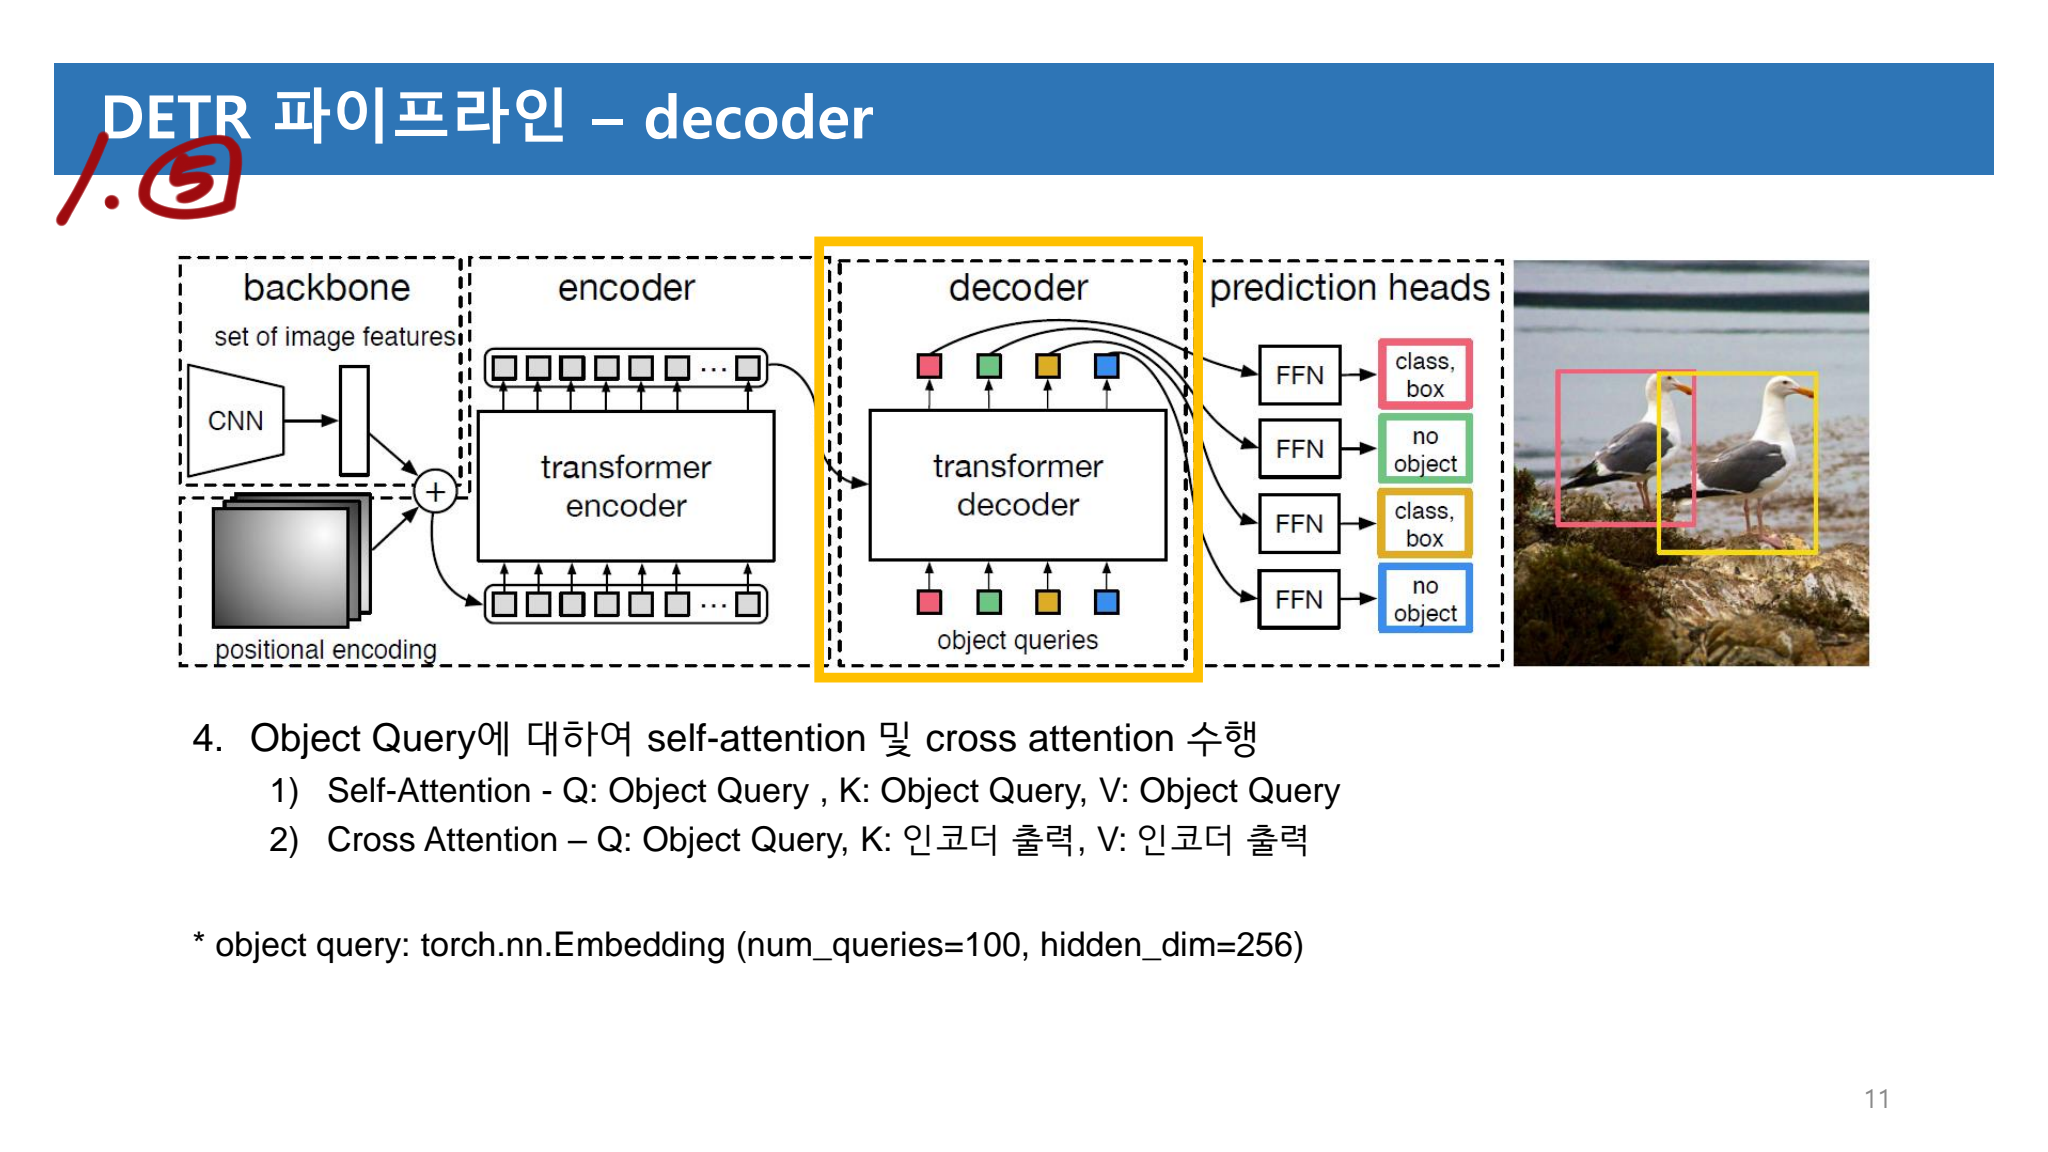 DETR 파이프라인 – decoder
1. ⑤
backbone
encoder
decoder
prediction heads
set of image features
CNN
+
positional encoding
...
transformer
encoder
...
transformer
decoder
object queries
FFN
class,
box
FFN
no
object
FFN
class,
box
FFN
no
object
4. Object Query에 대하여 self-attention 및 cross attention 수행
1) Self-Attention - Q: Object Query , K: Object Query, V: Object Query
2) Cross Attention – Q: Object Query, K: 인코더 출력, V: 인코더 출력
* object query: torch.nn.Embedding (num_queries=100, hidden_dim=256)
11